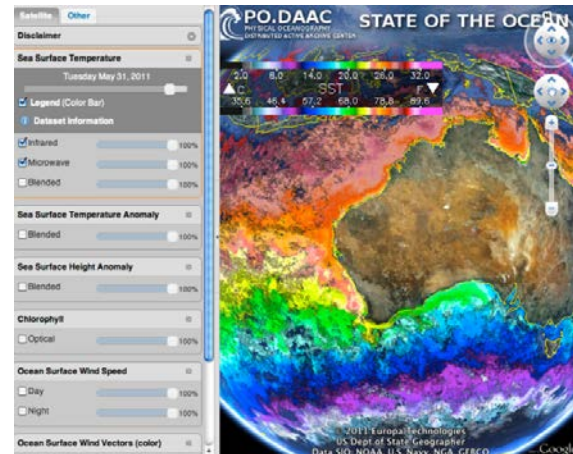 Satellite Other
Disclaimer
Sea Surface Temperature
Tuesday May 31, 2011
Legend (Color Bar)
Dataset Information
Infrared 100%
Microwave 100%
Blended 100%
Sea Surface Temperature Anomaly
Blended 100%
Sea Surface Height Anomaly
Blended 100%
Chlorophyll
Optical 100%
Ocean Surface Wind Speed
Day 100%
Night 100%
Ocean Surface Wind Vectors (color)
PO.DAAC STATE OF THE OCEAN
PHYSICAL OCEANOGRAPHY
DISTRIBUTED ACTIVE ARCHIVE CENTER
2.0 8.0 14.0 20.0 26.0 32.0
C SST F
35.6 46.4 57.2 68.0 78.8 89.6
2011 Europa Technologies
US Dept of State Geographer
Data SIO, NOAA, U.S. Navy, NGA, GEBCO
Google